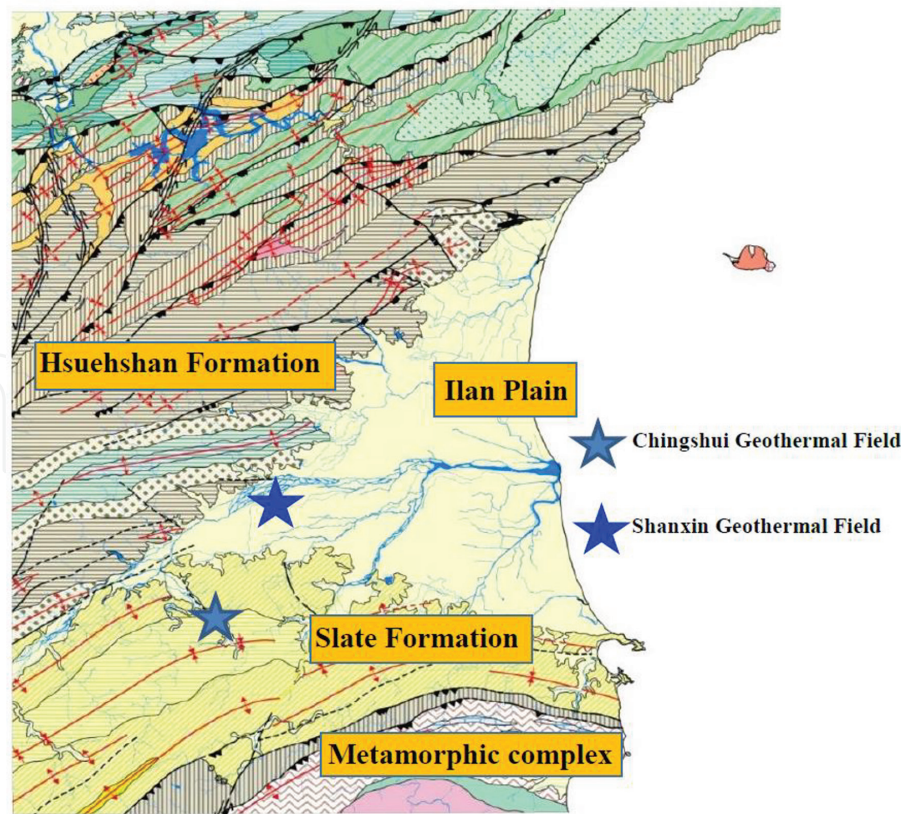 Hsuehshan Formation
Ilan Plain
Chingshui Geothermal Field
Shanxin Geothermal Field
Slate Formation
Metamorphic complex